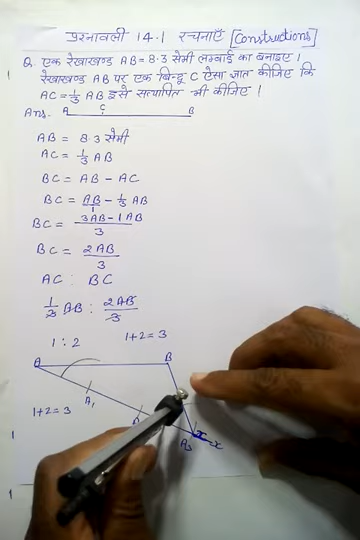 प्रश्नावली 14.1 रचनाएँ [Constructions]
Q. एक रेखाखण्ड AB = 8.3 सेमी लम्बाई का बनाइए।
रेखाखण्ड AB पर एक बिन्दु C ऐसा ज्ञात कीजिए कि
AC = 1/3 AB इसे सत्यापित भी कीजिए।
Ans. A C B
AB = 8.3 सेमी
AC = 1/3 AB
BC = AB - AC
BC = AB/1 - 1/3 AB
BC = 3AB - 1AB/3
BC = 2AB/3
AC : BC
1/3 AB : 2AB/3
1 : 2 1+2=3
A B
A1
1+2=3
A3 x